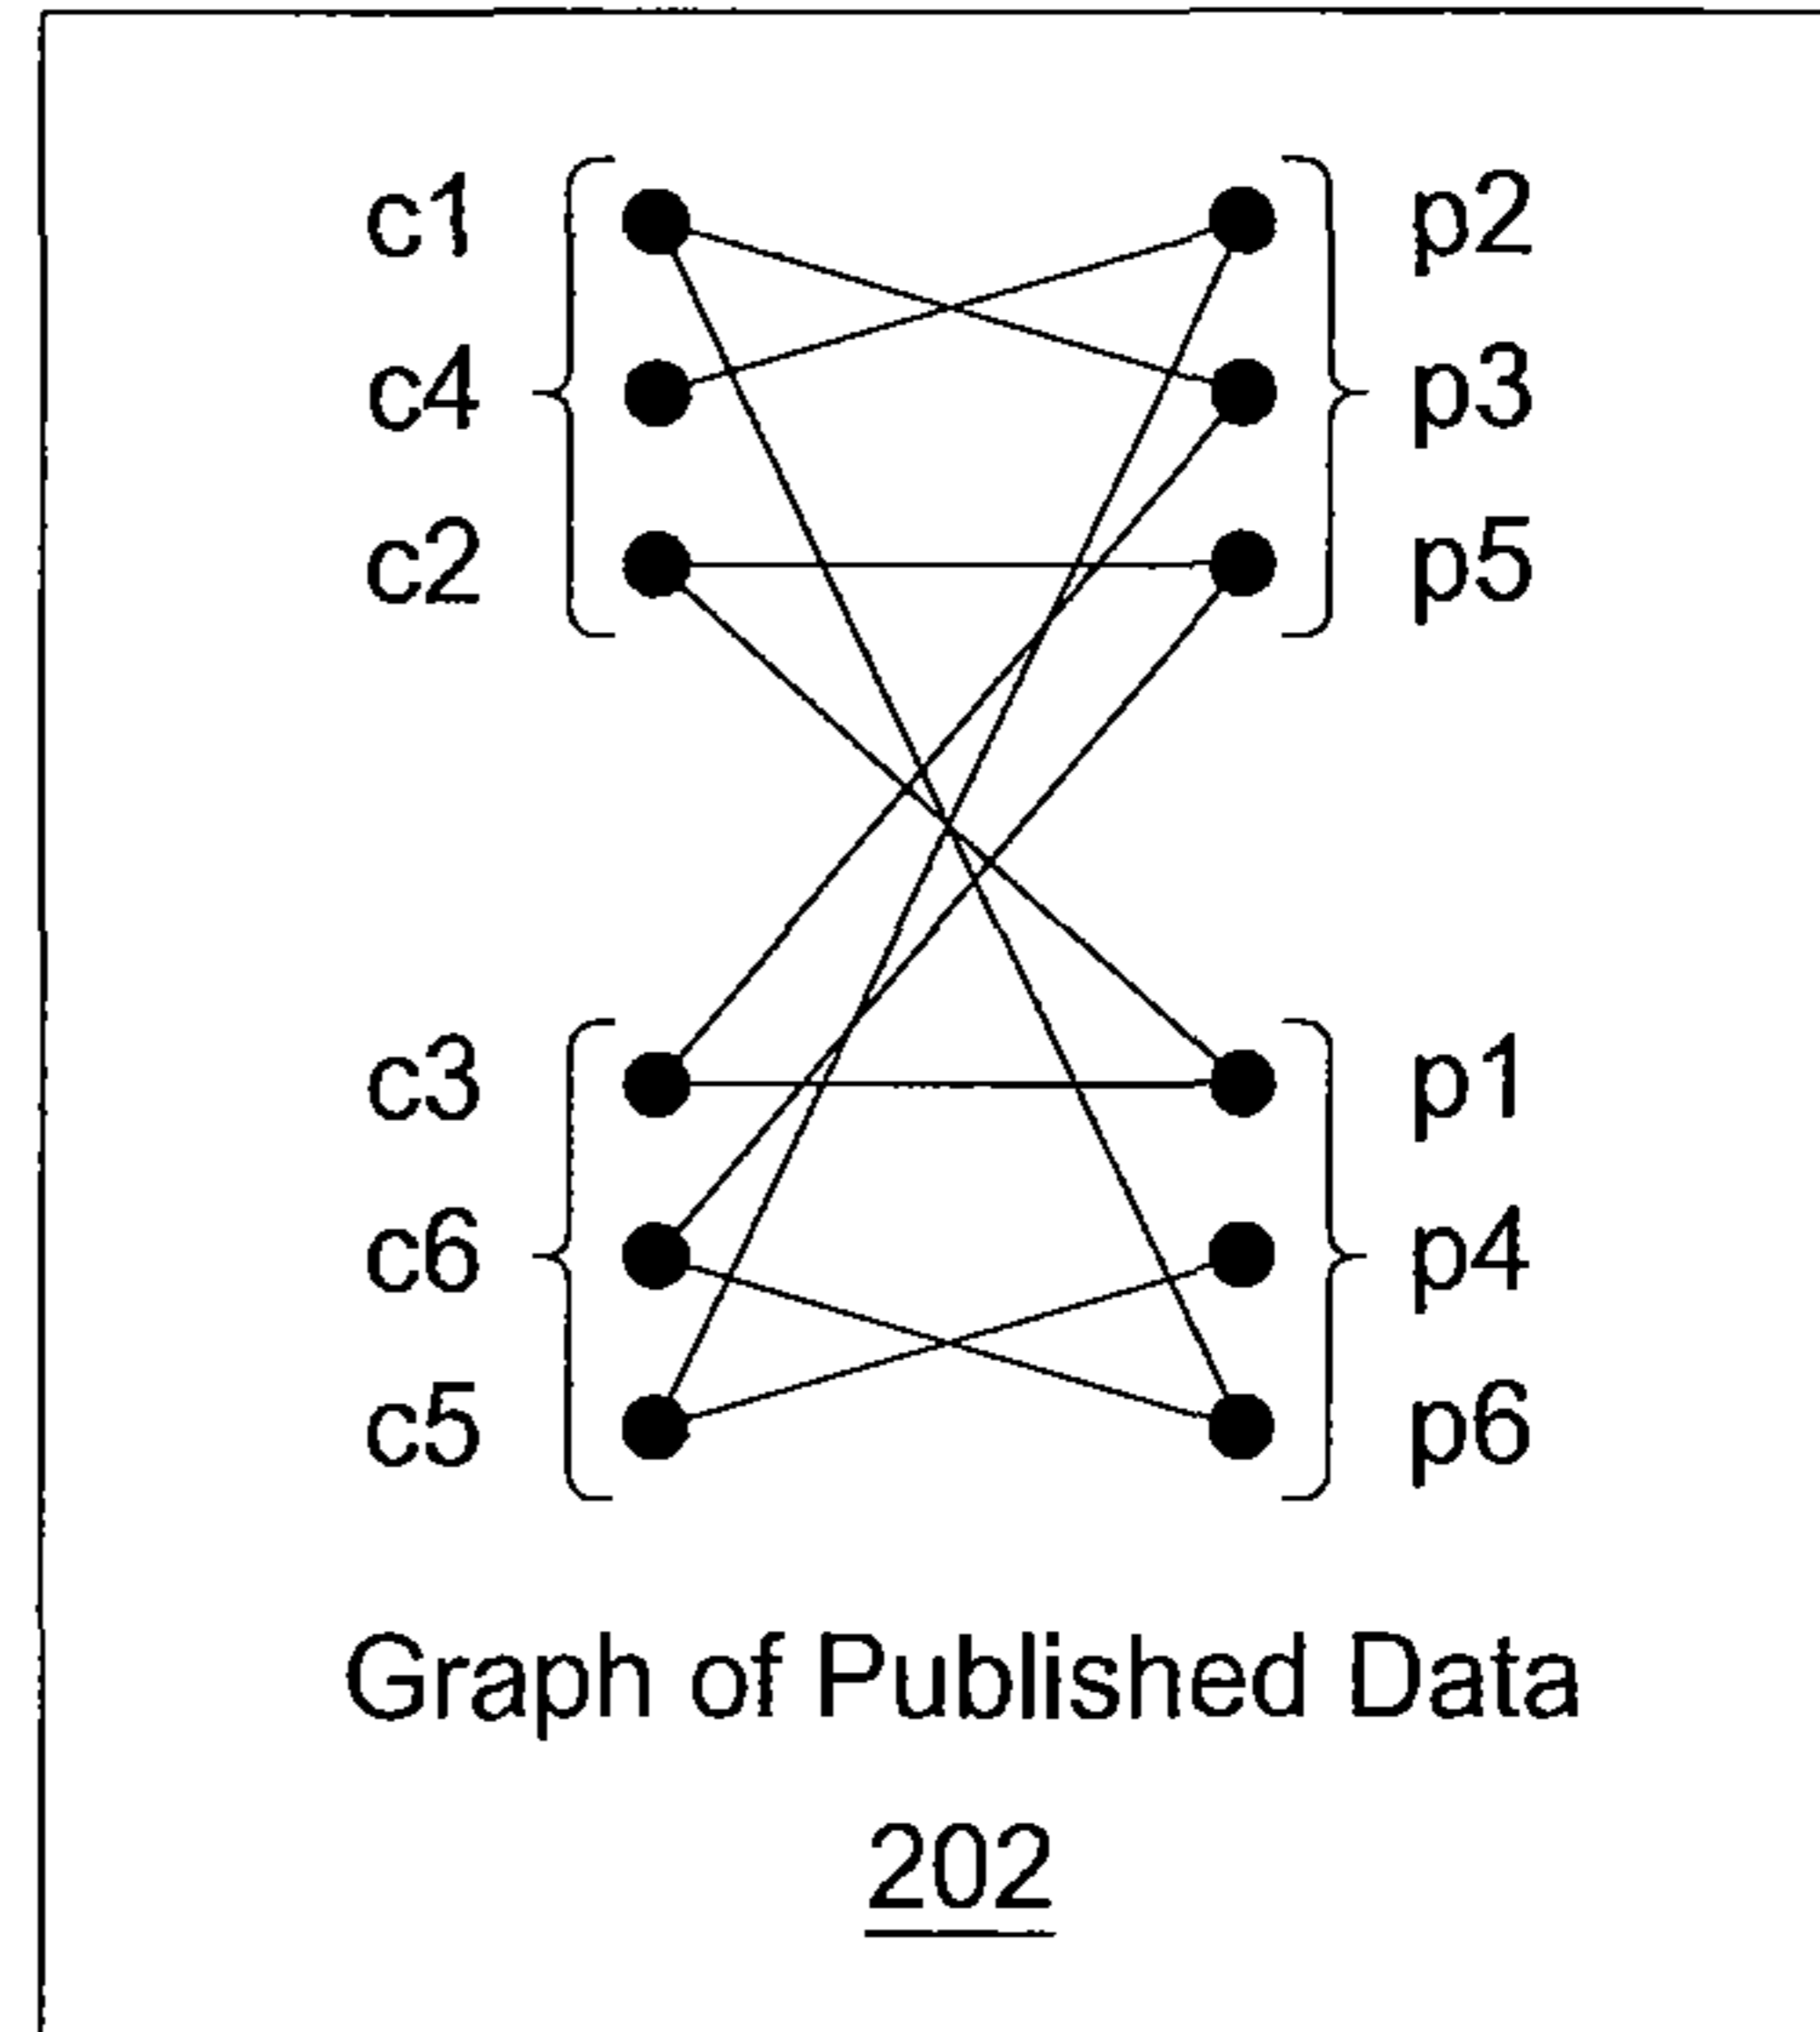 c1 p2
c4 p3
c2 p5
c3 p1
c6 p4
c5 p6
Graph of Published Data
202